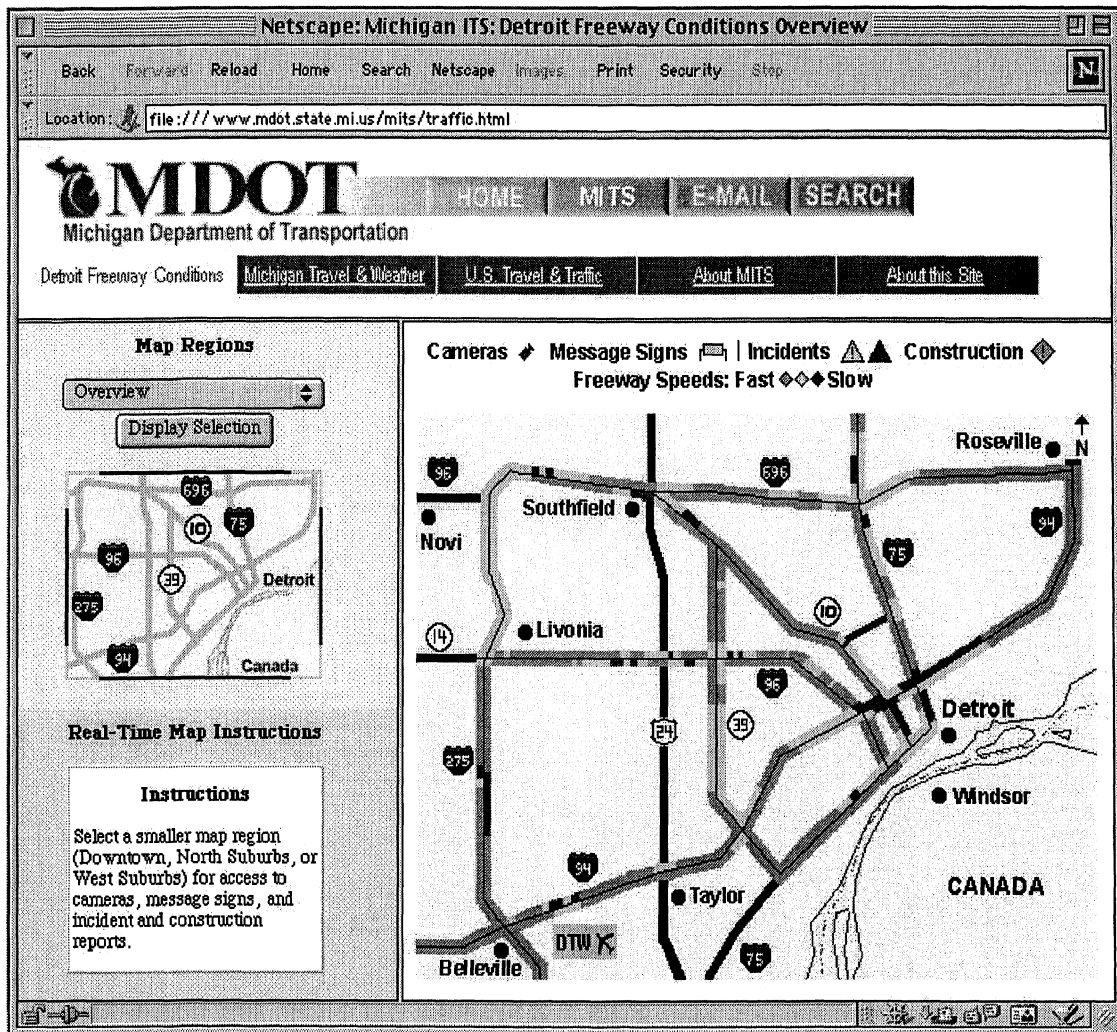 Netscape: Michigan ITS: Detroit Freeway Conditions Overview
Back Forward Reload Home Search Netscape Images Print Security Stop
N
Location: file:/// www.mdot.state.mi.us/mits/traffic.html
MDOT
HOME MITS E-MAIL SEARCH
Michigan Department of Transportation
Detroit Freeway Conditions Michigan Travel & Weather U.S. Travel & Traffic About MITS About this Site
Map Regions
Overview
Display Selection
696
10
75
96
39
Detroit
275
94
Canada
Real-Time Map Instructions
Instructions
Select a smaller map region
(Downtown, North Suburbs, or
West Suburbs) for access to
cameras, message signs, and
incident and construction
reports.
Cameras Message Signs | Incidents Construction
Freeway Speeds: Fast Slow
Roseville
N
96
696
Southfield
94
Novi
75
10
14
Livonia
96
39
24
Detroit
275
Windsor
94
Taylor
CANADA
DTW
Belleville
75